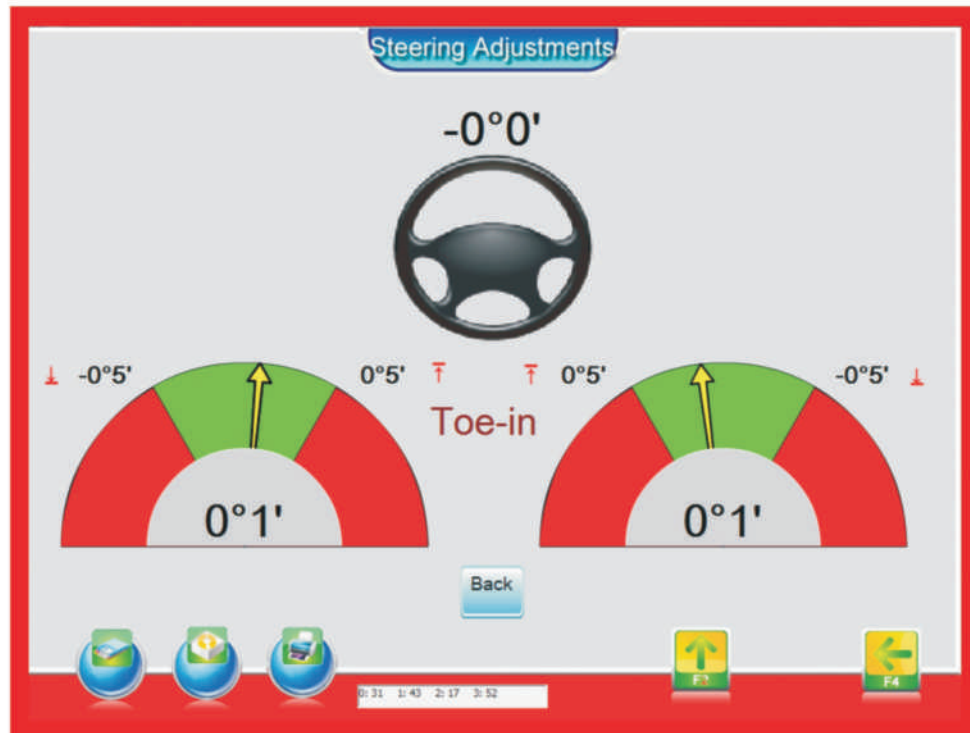 Steering Adjustments
-0°0'
-0°5' 0°5' 0°5' -0°5'
Toe-in
0°1' 0°1'
Back
F4
0: 31 1: 43 2: 17 3: 52